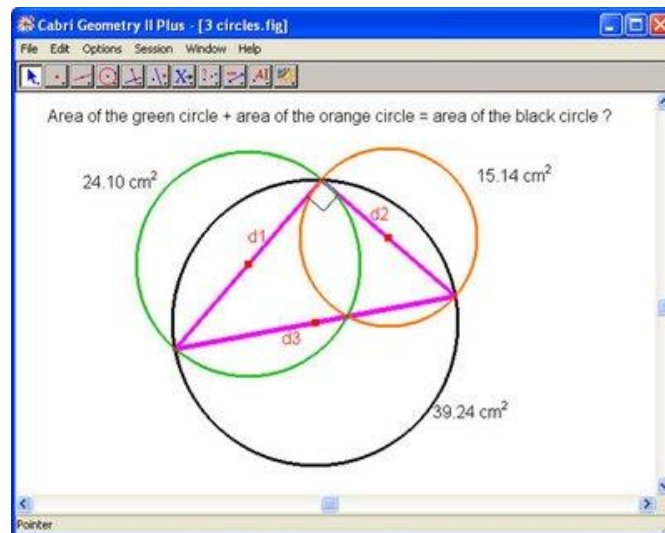 Cabri Geometry II Plus - [3 circles.fig]
File Edit Options Session Window Help
Area of the green circle + area of the orange circle = area of the black circle ?
24.10 cm²
15.14 cm²
d1
d2
d3
39.24 cm²
Pointer